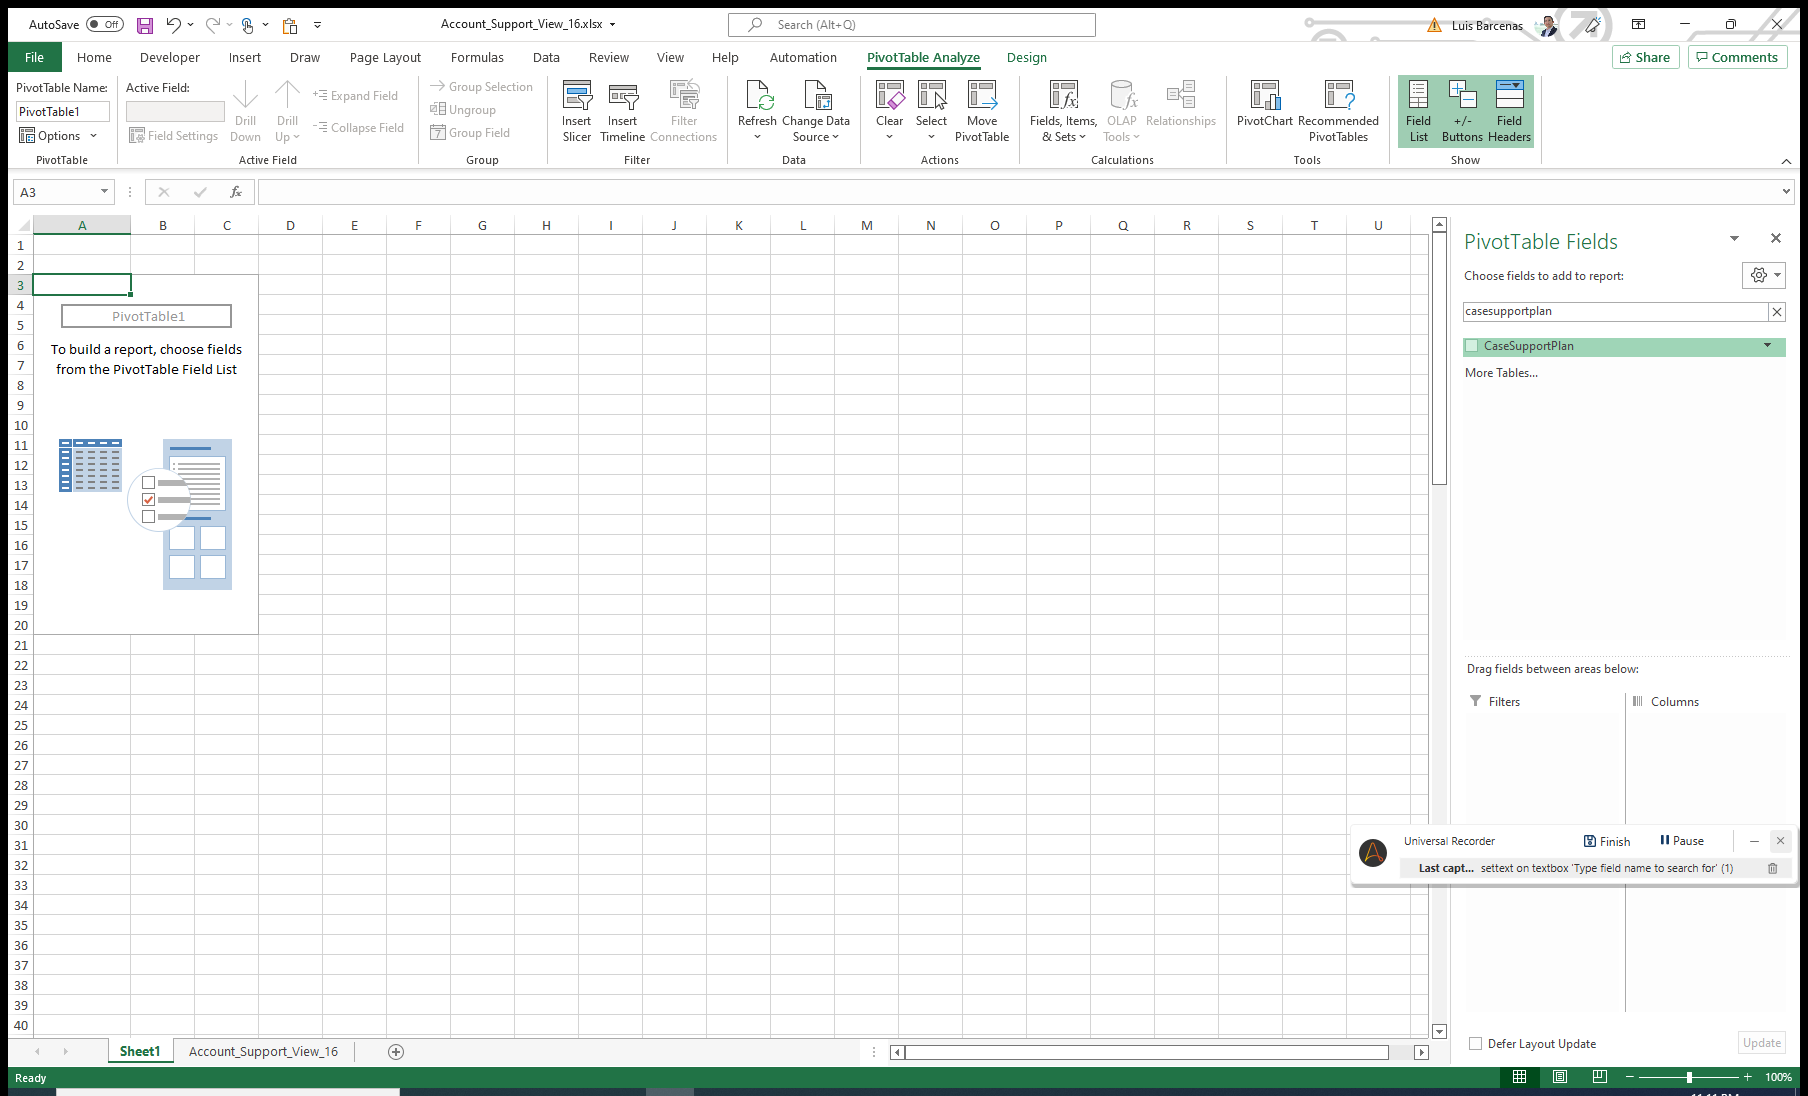 AutoSave Off Account_Support_View_16.xlsx Search (Alt+Q) Luis Barcenas
File Home Developer Insert Draw Page Layout Formulas Data Review View Help Automation PivotTable Analyze Design Share Comments
PivotTable Name:
PivotTable1
Options
PivotTable
Active Field:
Field Settings
Drill Down
Drill Up
Expand Field
Collapse Field
Active Field
Group Selection
Ungroup
7 Group Field
Group
Insert Slicer
Insert Timeline
Filter Connections
Filter
Refresh
Change Data Source
Data
Clear
Select
Move PivotTable
Actions
Fields, Items, & Sets
OLAP Tools
Relationships
Calculations
PivotChart
Recommended PivotTables
Tools
Field List
+/- Buttons
Field Headers
Show
A3 fx
A B C D E F G H I J K L M N O P Q R S T U
1
2
3
4
5
6
7
8
9
10
11
12
13
14
15
16
17
18
19
20
21
22
23
24
25
26
27
28
29
30
31
32
33
34
35
36
37
38
39
40
PivotTable1
To build a report, choose fields
from the PivotTable Field List
PivotTable Fields
Choose fields to add to report:
casesupportplan
CaseSupportPlan
More Tables...
Drag fields between areas below:
Filters Columns
Universal Recorder Finish Pause
Last capt... settext on textbox 'Type field name to search for' (1)
Defer Layout Update Update
Sheet1 Account_Support_View_16
Ready 100%